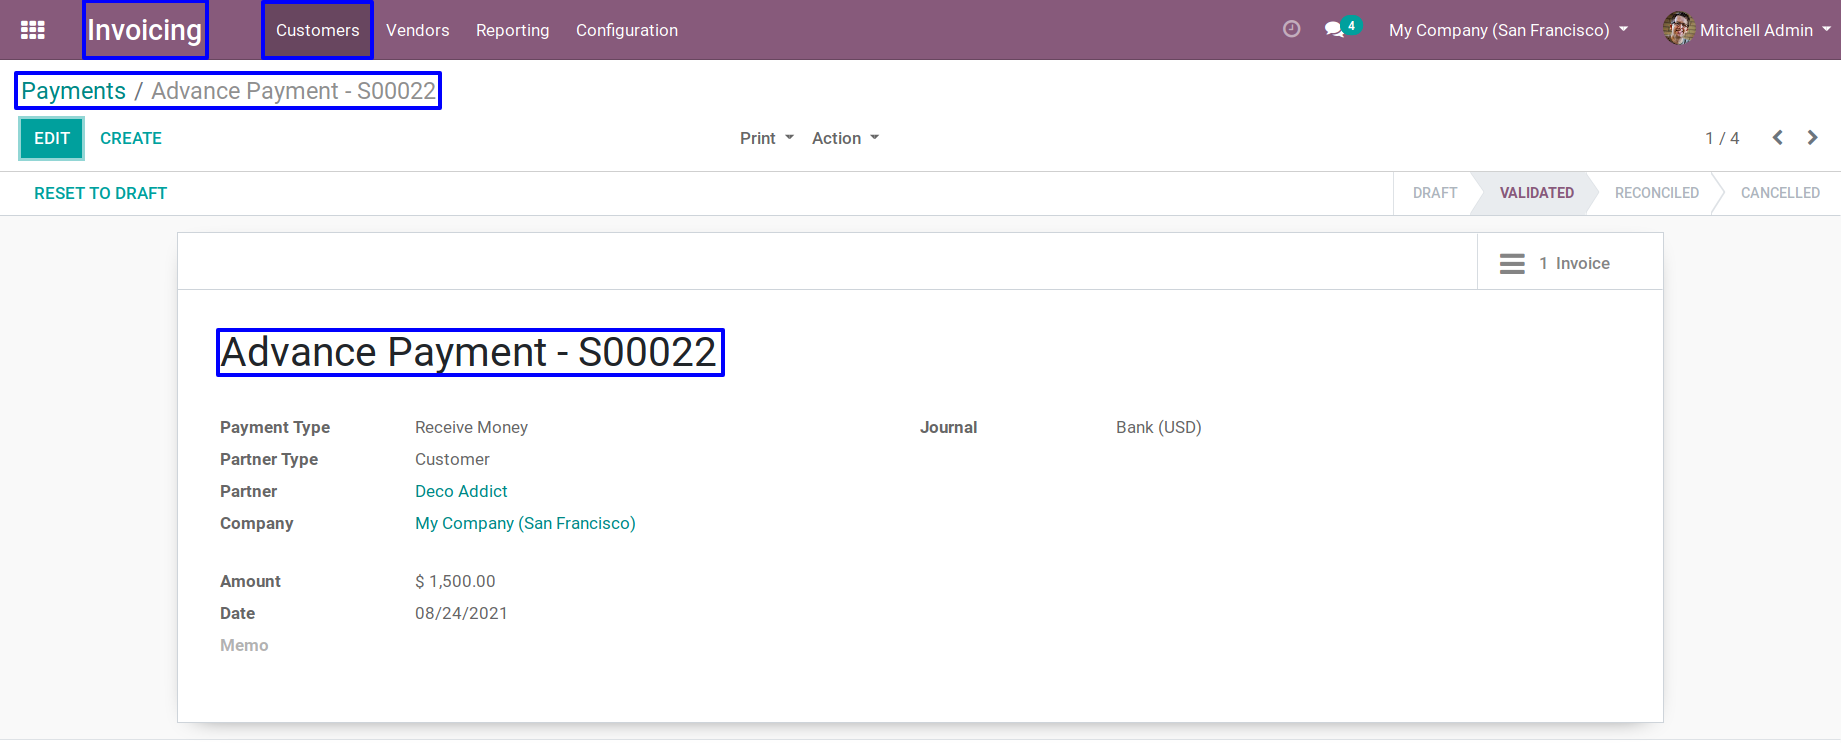 Invoicing Customers Vendors Reporting Configuration 4 My Company (San Francisco) Mitchell Admin
Payments / Advance Payment - S00022
EDIT CREATE Print Action 1 / 4
RESET TO DRAFT DRAFT VALIDATED RECONCILED CANCELLED
1 Invoice
Advance Payment - S00022
Payment Type Receive Money Journal Bank (USD)
Partner Type Customer
Partner Deco Addict
Company My Company (San Francisco)
Amount $ 1,500.00
Date 08/24/2021
Memo